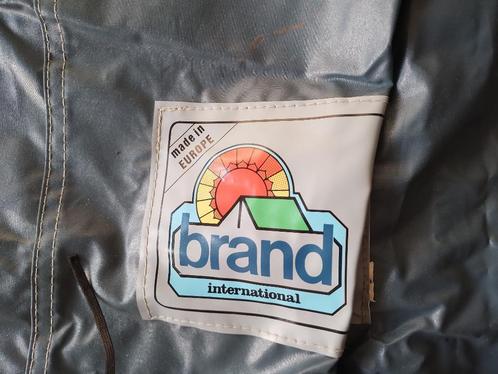 made in
EUROPE
brand
international